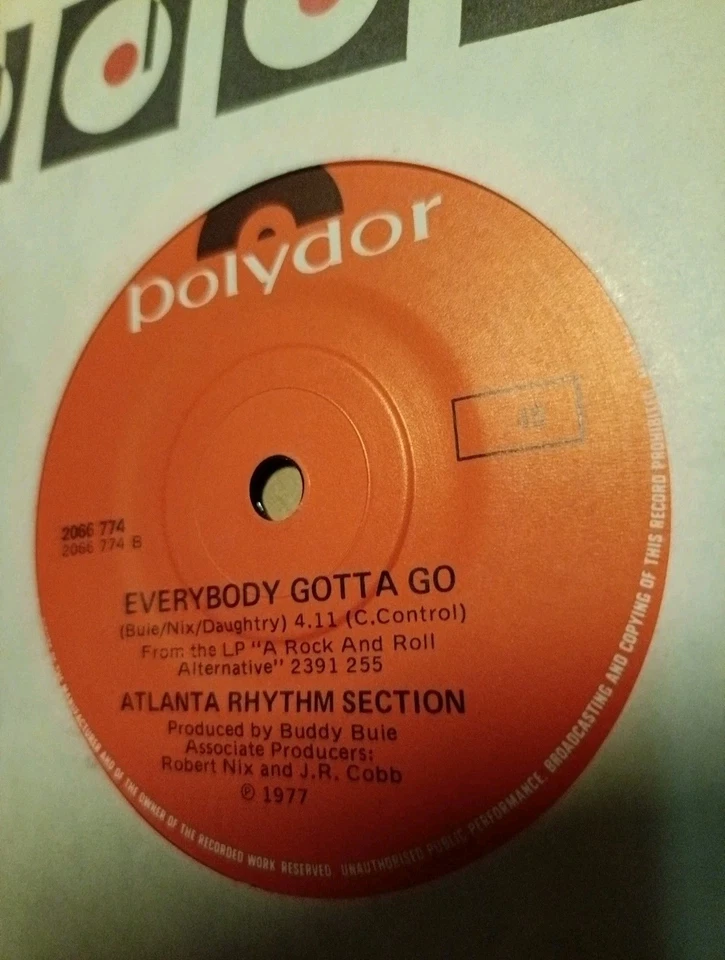 polydor
45
2066 774
2066 774 B
EVERYBODY GOTTA GO
(Buie/Nix/Daughtry) 4.11 (C.Control)
From the LP "A Rock And Roll
Alternative" 2391 255
ATLANTA RHYTHM SECTION
Produced by Buddy Buie
Associate Producers:
Robert Nix and J.R. Cobb
℗ 1977
MANUFACTURER AND OF THE OWNER OF THE RECORDED WORK RESERVED. UNAUTHORISED PUBLIC PERFORMANCE, BROADCASTING AND COPYING OF THIS RECORD PROHIBITED.